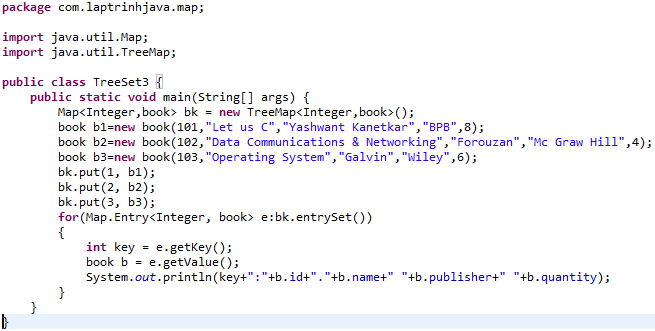 package com.laptrinhjava.map;
import java.util.Map;
import java.util.TreeMap;
public class TreeSet3 {
    public static void main(String[] args) {
        Map<Integer,book> bk = new TreeMap<Integer,book>();
        book b1=new book(101,"Let us C","Yashwant Kanetkar","BPB",8);
        book b2=new book(102,"Data Communications & Networking","Forouzan","Mc Graw Hill",4);
        book b3=new book(103,"Operating System","Galvin","Wiley",6);
        bk.put(1, b1);
        bk.put(2, b2);
        bk.put(3, b3);
        for(Map.Entry<Integer, book> e:bk.entrySet())
        {
            int key = e.getKey();
            book b = e.getValue();
            System.out.println(key+":"+b.id+"."+b.name+" "+b.publisher+" "+b.quantity);
        }
    }
}